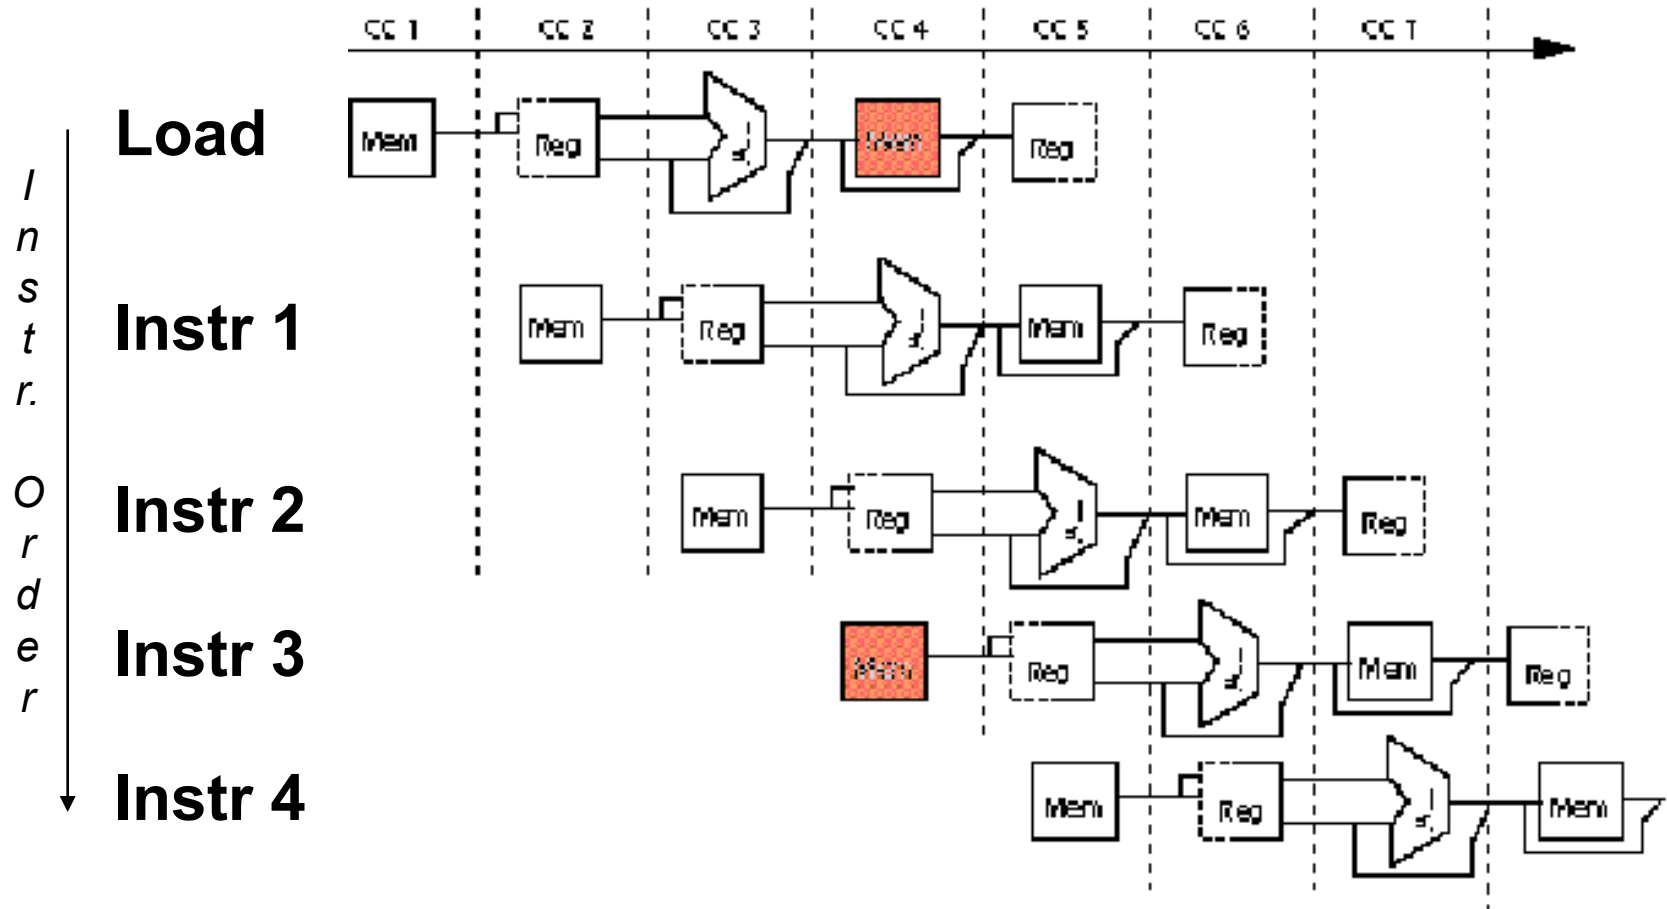 CC 1 CC 2 CC 3 CC 4 CC 5 CC 6 CC 7
Instr. Order
Load Mem Reg Mem Reg
Instr 1 Mem Reg Mem Reg
Instr 2 Mem Reg Mem Reg
Instr 3 Mem Reg Mem Reg
Instr 4 Mem Reg Mem